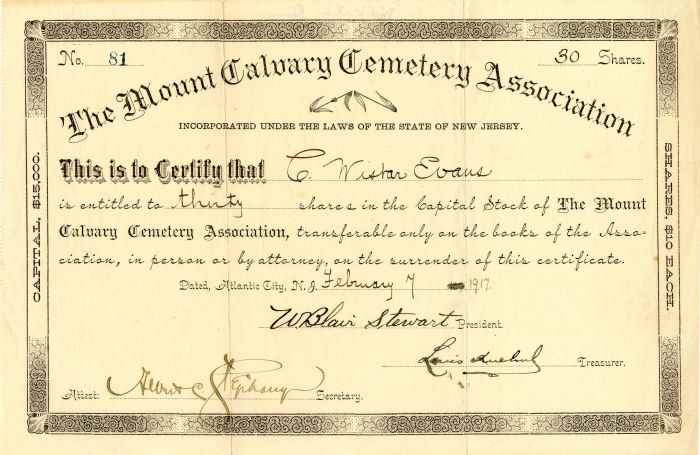 No. 81
30 Shares.
The Mount Calvary Cemetery Association
INCORPORATED UNDER THE LAWS OF THE STATE OF NEW JERSEY.
This is to Certify that C. Wistar Evans
is entitled to thirty shares in the Capital Stock of The Mount
Calvary Cemetery Association, transferable only on the books of the Asso-
ciation, in person or by attorney, on the surrender of this certificate.
Dated, Atlantic City, N. J. February 7 1917.
W Blair Stewart President.
Louis Treasurer.
Attest: Secretary.
CAPITAL, $15,000.
SHARES, $10 EACH.